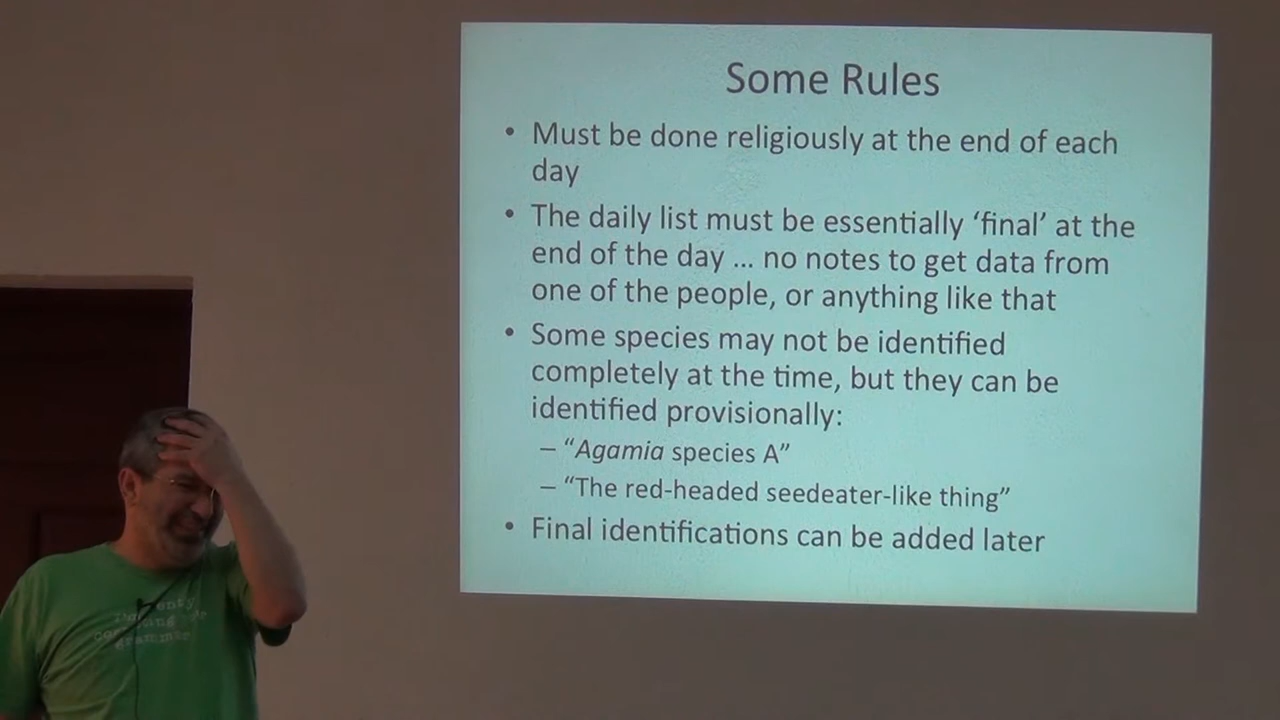 Some Rules
• Must be done religiously at the end of each
day
• The daily list must be essentially ‘final’ at the
end of the day ... no notes to get data from
one of the people, or anything like that
• Some species may not be identified
completely at the time, but they can be
identified provisionally:
– “Agamia species A”
– “The red-headed seedeater-like thing”
• Final identifications can be added later
I'm